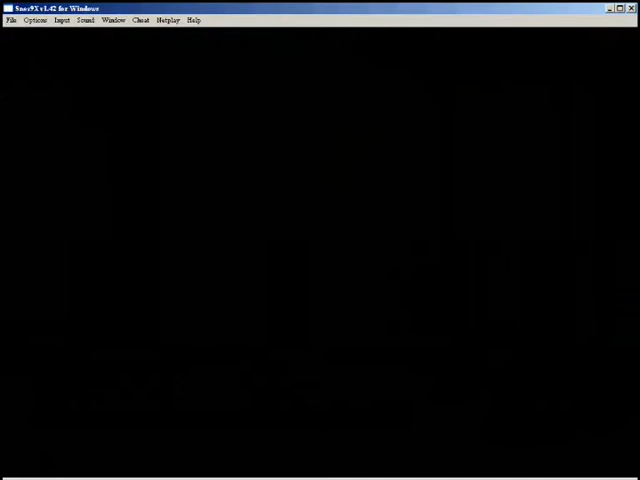 Snes9X v1.42 for Windows
File Options Input Sound Window Cheat Netplay Help